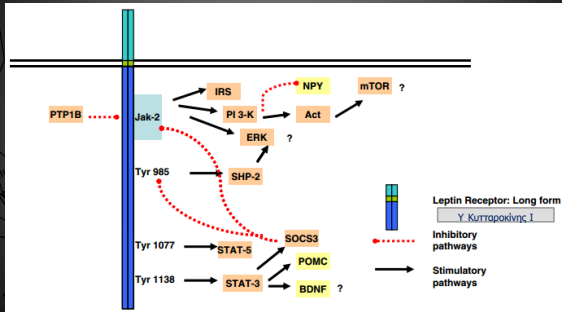 IRS
NPY
mTOR ?
PTP1B
Jak-2
PI 3-K
Act
ERK ?
Tyr 985
SHP-2
Leptin Receptor: Long form
Υ Κυτταροκίνης Ι
Inhibitory
pathways
Tyr 1077
STAT-5
SOCS3
POMC
Stimulatory
pathways
Tyr 1138
STAT-3
BDNF ?